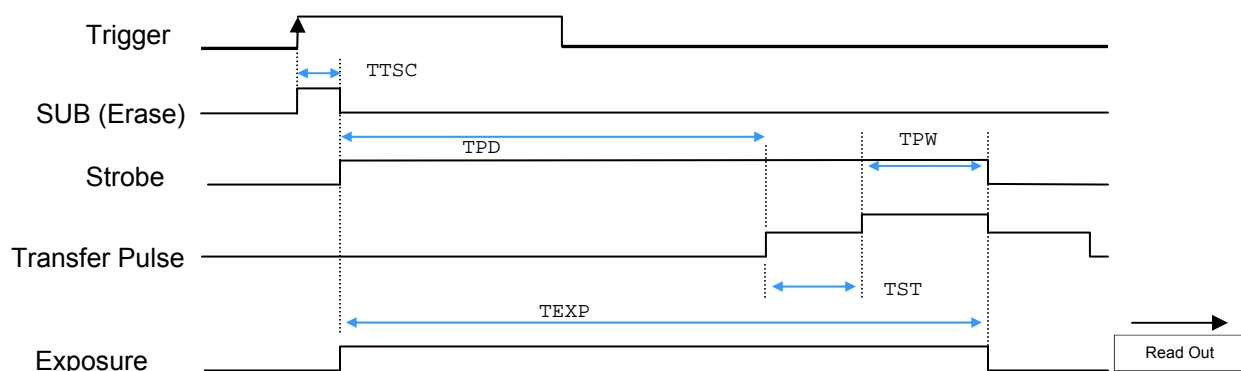 Trigger
TTSC
SUB (Erase)
TPD
TPW
Strobe
Transfer Pulse
TST
TEXP
Exposure
Read Out